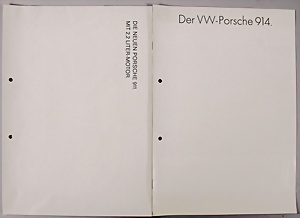 DIE NEUEN PORSCHE 911
MIT 2.2 LITER-MOTOR
Der VW-Porsche 914.